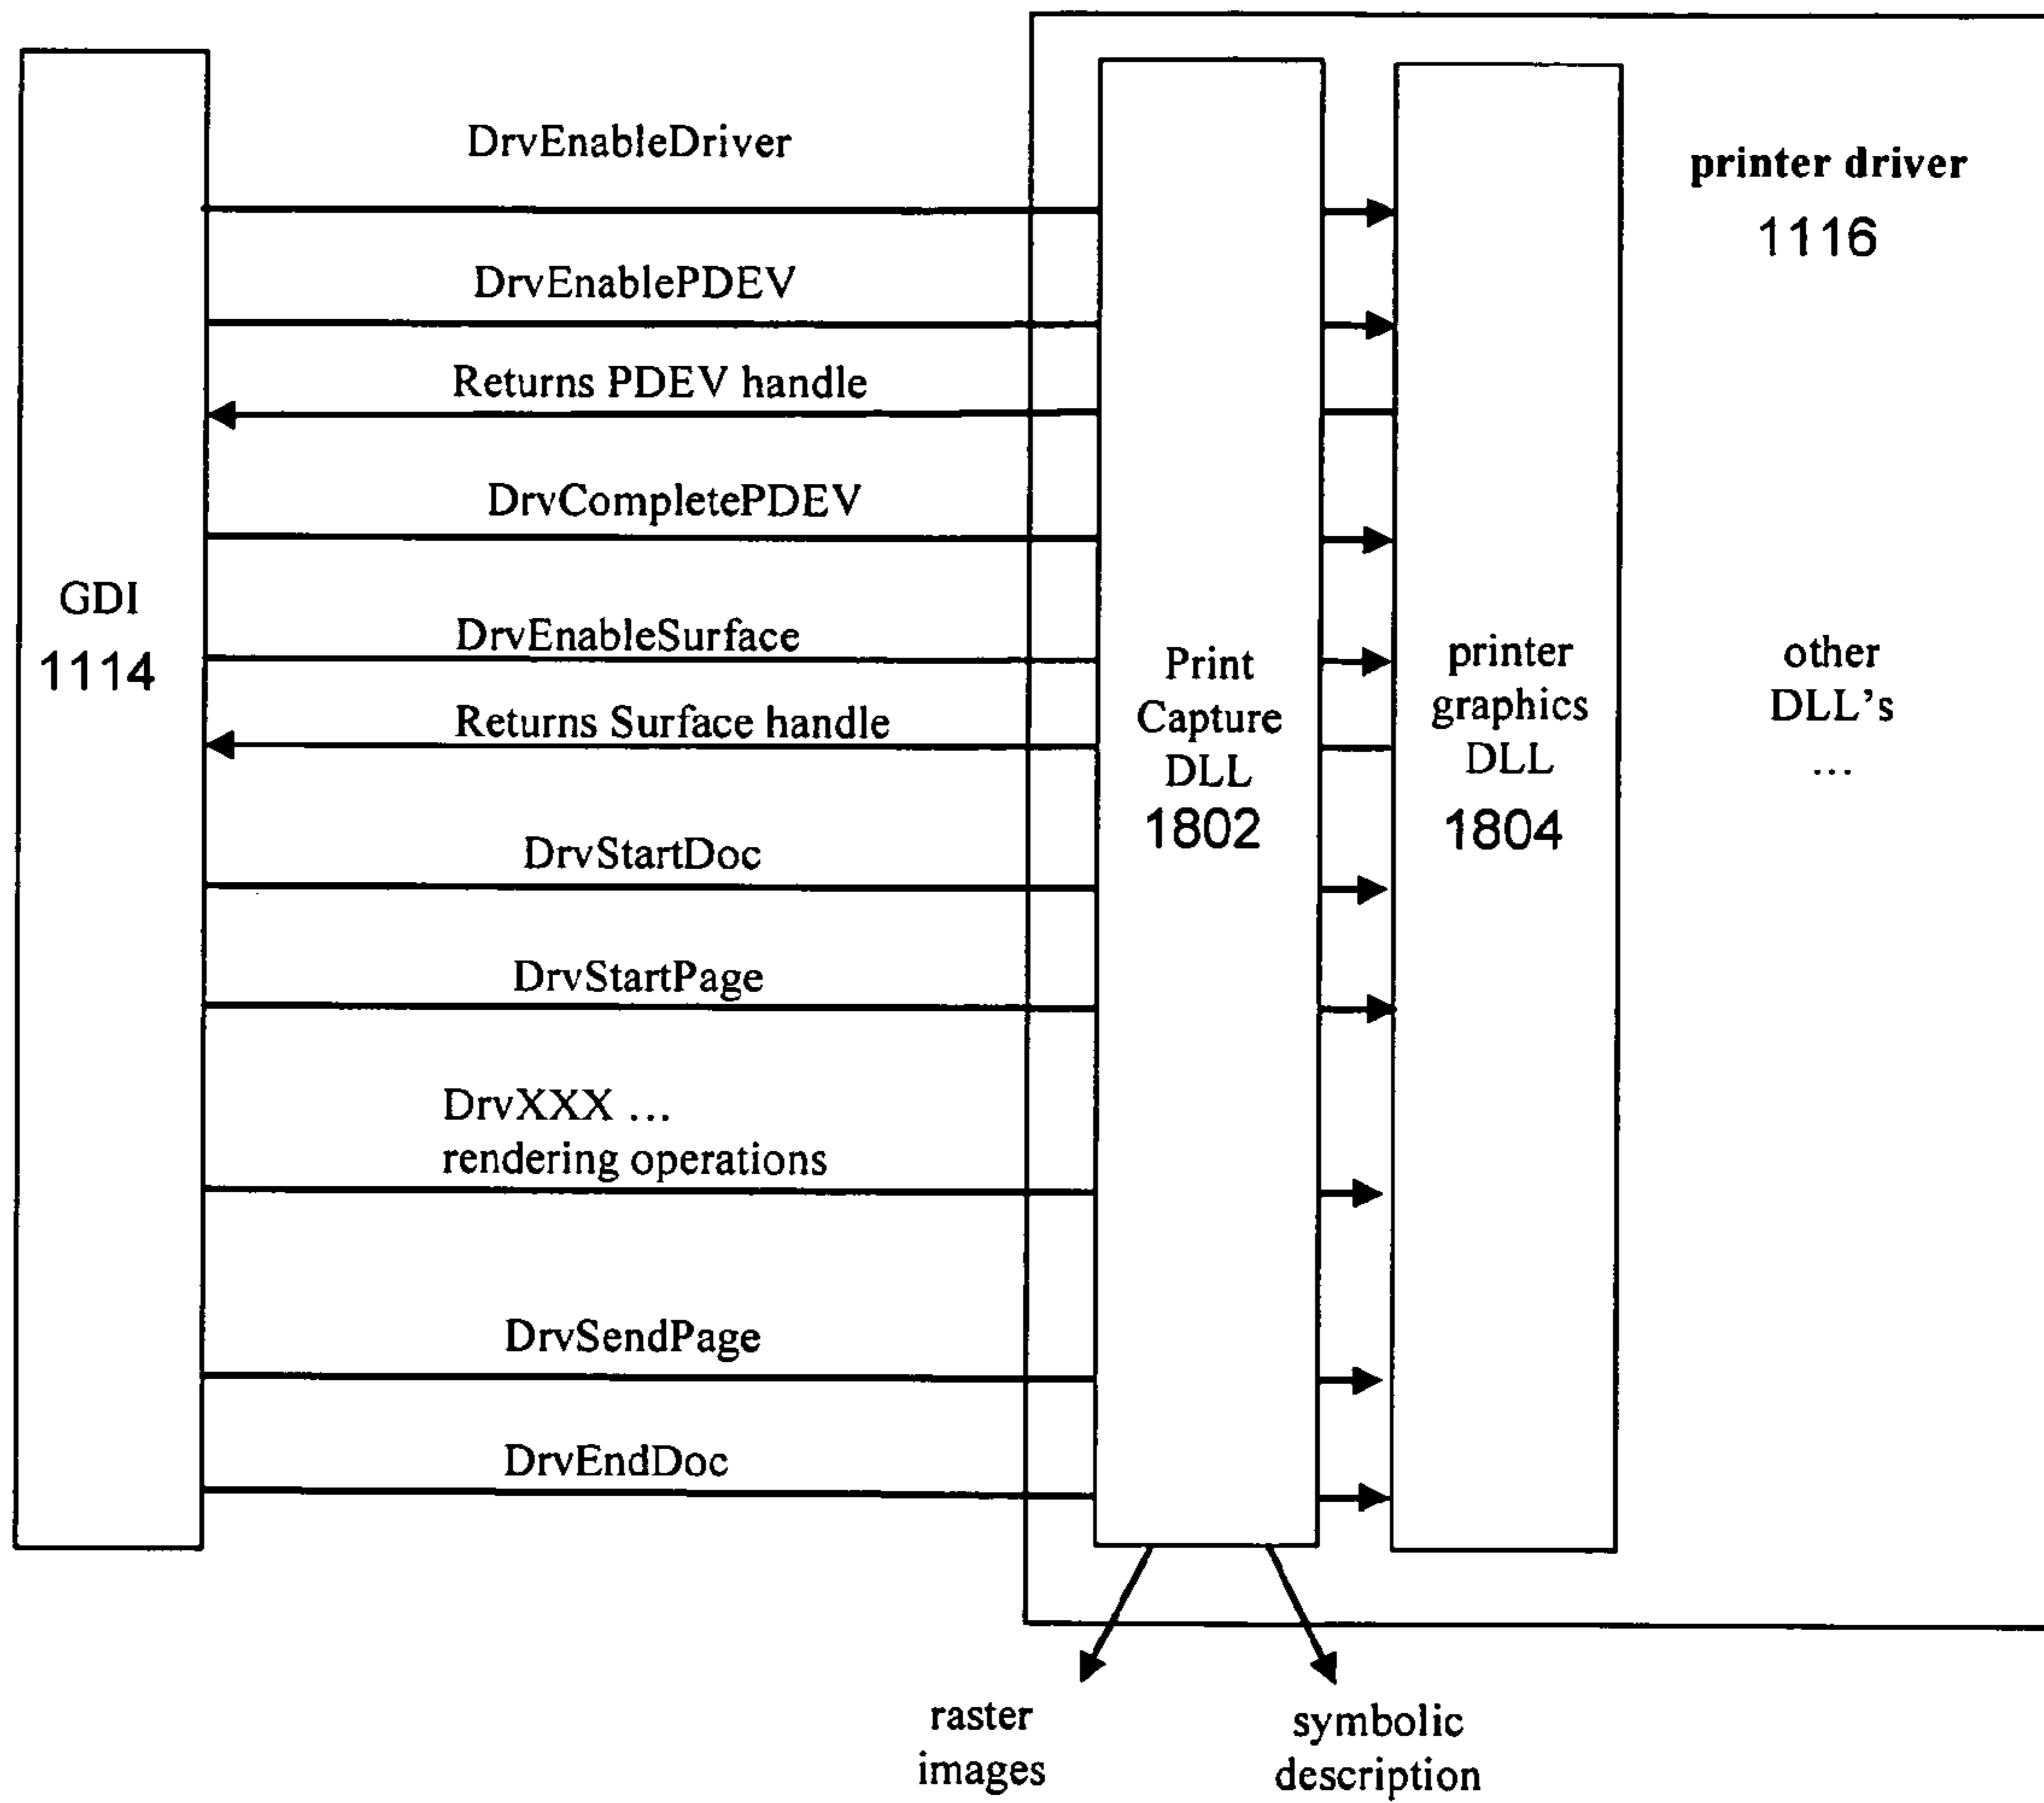 DrvEnableDriver
printer driver
1116
DrvEnablePDEV
Returns PDEV handle
DrvCompletePDEV
GDI
1114
DrvEnableSurface
Returns Surface handle
Print
Capture
DLL
1802
printer
graphics
DLL
1804
other
DLL's
...
DrvStartDoc
DrvStartPage
DrvXXX ...
rendering operations
DrvSendPage
DrvEndDoc
raster
images
symbolic
description